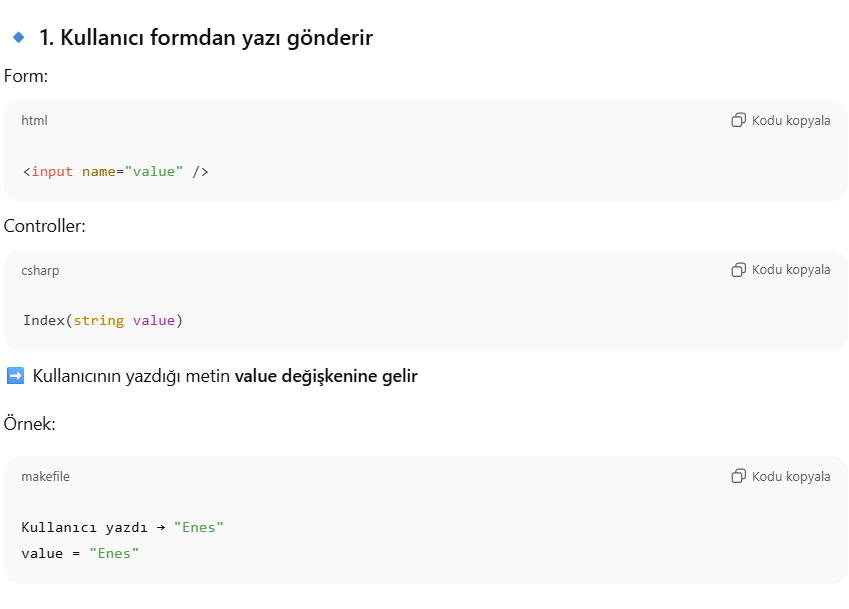 1. Kullanıcı formdan yazı gönderir
Form:
html Kodu kopyala
<input name="value" />
Controller:
csharp Kodu kopyala
Index(string value)
Kullanıcının yazdığı metin value değişkenine gelir
Örnek:
makefile Kodu kopyala
Kullanıcı yazdı → "Enes"
value = "Enes"